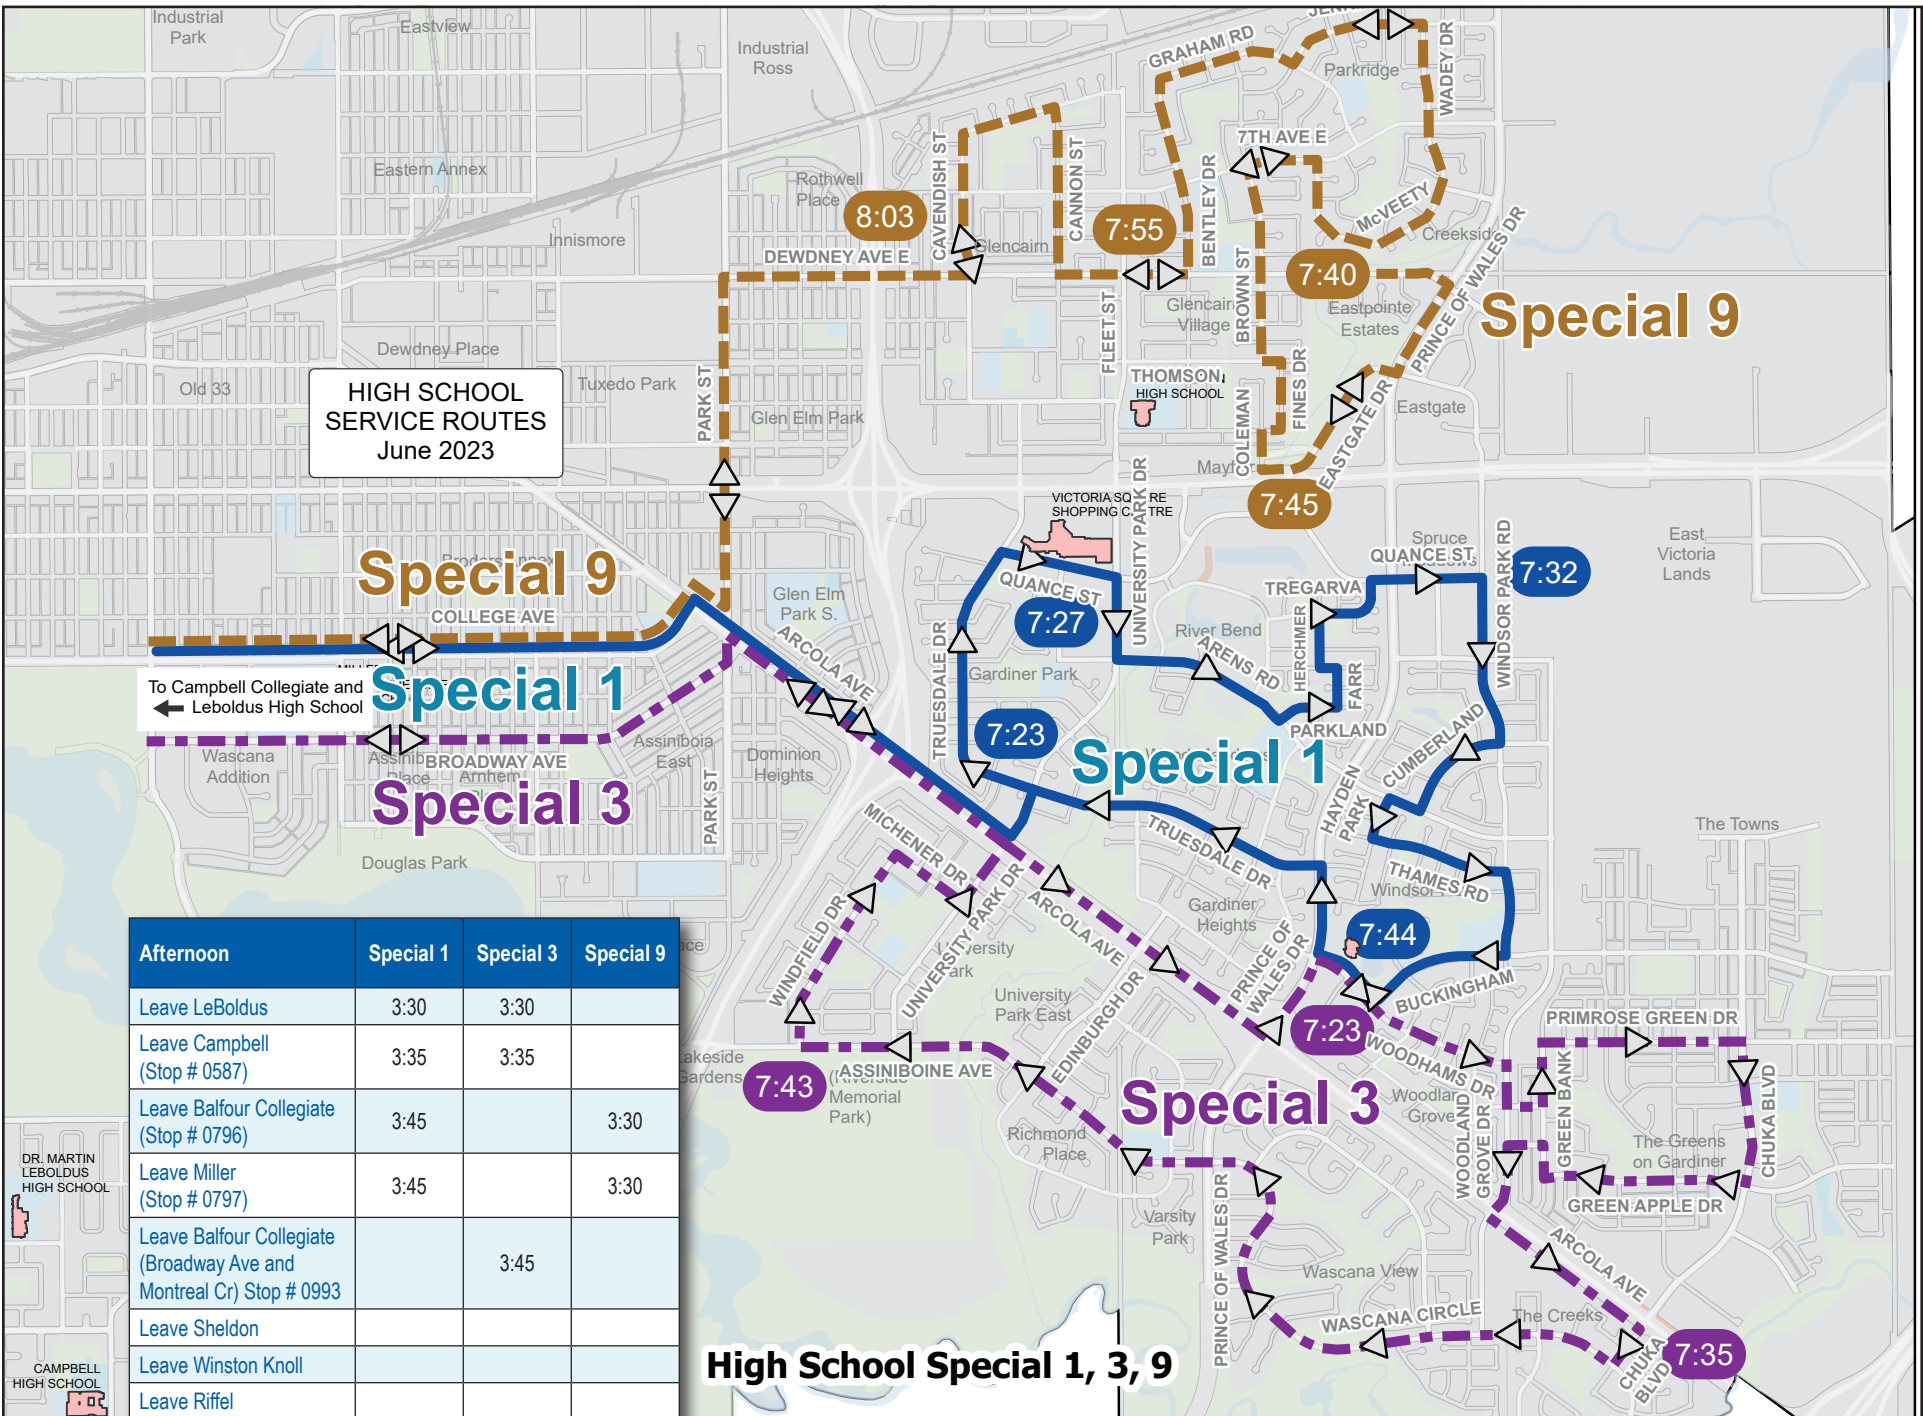 Industrial
Park
Eastview
Industrial
Ross
GRAHAM RD
Parkridge
WADEY DR
Eastern Annex
Rothwell
Place
CAVENDISH ST
CANNON ST
7TH AVE E
BENTLEY DR
McVEETY
Creekside
8:03
7:55
Innismore
Glencairn
DEWDNEY AVE E
7:40
PRINCE OF WALES DR
Special 9
FLEET ST
Glencairn
Village
BROWN ST
Eastpointe
Estates
Dewdney Place
Old 33
Tuxedo Park
HIGH SCHOOL
SERVICE ROUTES
June 2023
Glen Elm Park
PARK ST
THOMSON
HIGH SCHOOL
COLEMAN
FINES DR
EASTGATE DR
Eastgate
7:45
VICTORIA SQ RE
SHOPPING C TRE
UNIVERSITY PARK DR
Spruce
QUANCE ST
WINDSOR PARK RD
7:32
East
Victoria
Lands
Special 9
COLLEGE AVE
Glen Elm
Park S.
QUANCE ST
7:27
TREGARVA
HERCHMER
River Bend
ARENS RD
FARR
ARCOLA AVE
TRUESDALE DR
Gardiner Park
To Campbell Collegiate and
Leboldus High School
Special 1
7:23
PARKLAND
Special 1
CUMBERLAND
HAYDEN
PARK
Wascana
Addition
BROADWAY AVE
Arnhem
Place
Assiniboia
East
Dominion
Heights
PARK ST
Special 3
Douglas Park
MICHENER DR
TRUESDALE DR
The Towns
THAMES RD
WINDFIELD DR
UNIVERSITY PARK DR
ARCOLA AVE
Gardiner
Heights
PRINCE OF
WALES DR
7:44
BUCKINGHAM
University
Park East
EDINBURGH DR
7:23
WOODHAMS DR
PRIMROSE GREEN DR
Lakeside
Gardens
7:43
ASSINIBOINE AVE
(Riverside
Memorial
Park)
Special 3
WOODLAND
GROVE DR
GREEN BANK
CHUKA BLVD
The Greens
on Gardiner
GREEN APPLE DR
Richmond
Place
Varsity
Park
PRINCE OF WALES DR
Wascana View
WASCANA CIRCLE
The Creeks
ARCOLA AVE
CHUKA
BLVD
7:35
Afternoon Special 1 Special 3 Special 9
Leave LeBoldus 3:30 3:30
Leave Campbell
(Stop # 0587) 3:35 3:35
Leave Balfour Collegiate
(Stop # 0796) 3:45 3:30
Leave Miller
(Stop # 0797) 3:45 3:30
Leave Balfour Collegiate
(Broadway Ave and
Montreal Cr) Stop # 0993 3:45
Leave Sheldon
Leave Winston Knoll
Leave Riffel
DR. MARTIN
LEBOLDUS
HIGH SCHOOL
CAMPBELL
HIGH SCHOOL
High School Special 1, 3, 9